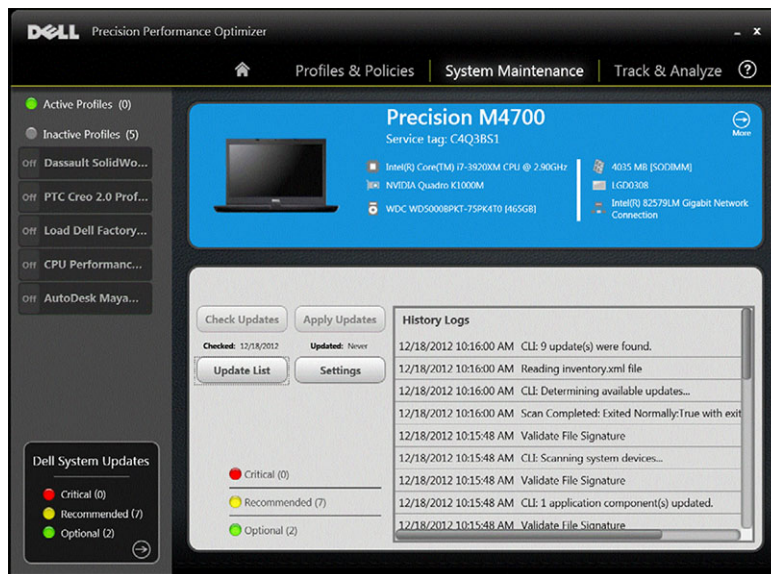 DELL Precision Performance Optimizer
Profiles & Policies System Maintenance Track & Analyze ?
Active Profiles (0)
Inactive Profiles (5)
Off Dassault SolidWo...
Off PTC Creo 2.0 Prof...
Off Load Dell Factory...
Off CPU Performanc...
Off AutoDesk Maya...
Dell System Updates
Critical (0)
Recommended (7)
Optional (2)
Precision M4700
Service tag: C4Q3BS1
More
Intel(R) Core(TM) i7-3920XM CPU @ 2.90GHz
NVIDIA Quadro K1000M
WDC WD5000BPKT-75PK4T0 [465GB]
4035 MB [SODIMM]
LGD0308
Intel(R) 82579LM Gigabit Network
Connection
Check Updates Apply Updates
Checked: 12/18/2012 Updated: Never
Update List Settings
Critical (0)
Recommended (7)
Optional (2)
History Logs
12/18/2012 10:16:00 AM CLI: 9 update(s) were found.
12/18/2012 10:16:00 AM Reading inventory.xml file
12/18/2012 10:16:00 AM CLI: Determining available updates...
12/18/2012 10:16:00 AM Scan Completed: Exited Normally:True with exit
12/18/2012 10:15:48 AM Validate File Signature
12/18/2012 10:15:48 AM CLI: Scanning system devices...
12/18/2012 10:15:48 AM Validate File Signature
12/18/2012 10:15:48 AM CLI: 1 application component(s) updated.
12/18/2012 10:15:48 AM Validate File Signature